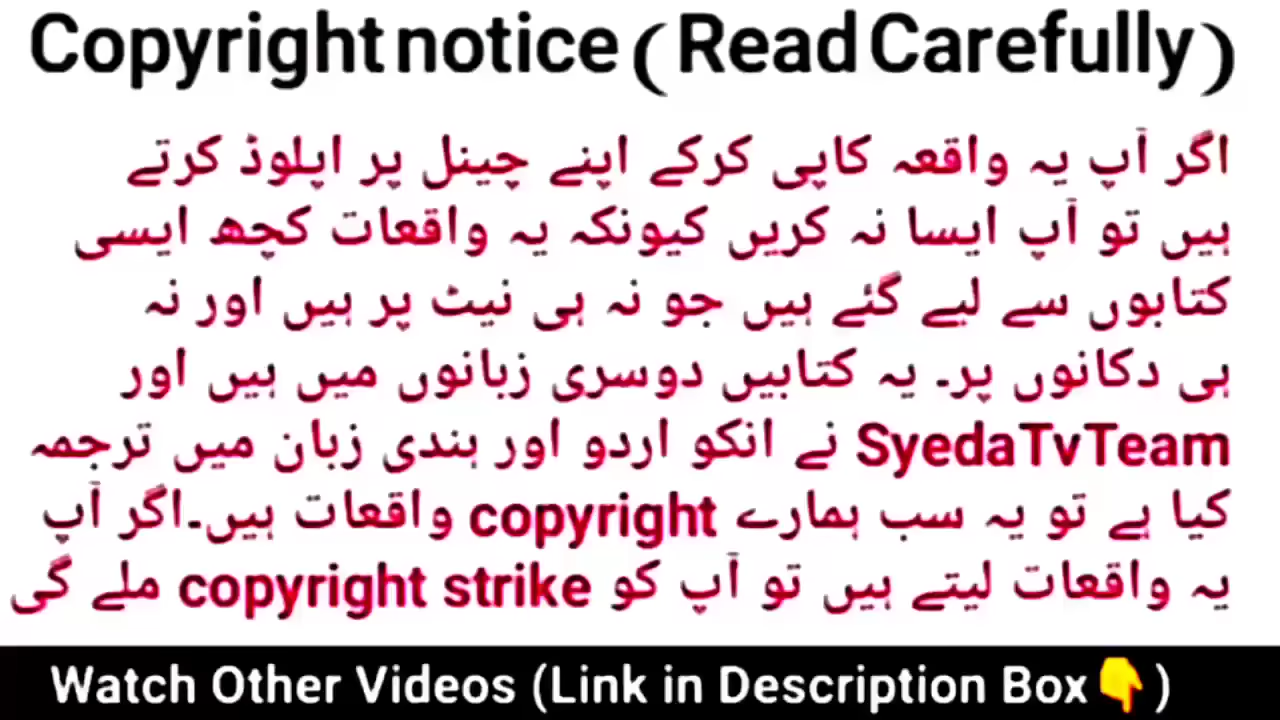 Copyright notice ( Read Carefully )
اگر آپ یہ واقعہ کاپی کرکے اپنے چینل پر اپلوڈ کرتے
ہیں تو آپ ایسا نہ کریں کیونکہ یہ واقعات کچھ ایسی
کتابوں سے لیے گئے ہیں جو نہ ہی نیٹ پر ہیں اور نہ
ہی دکانوں پر۔ یہ کتابیں دوسری زبانوں میں ہیں اور
SyedaTvTeam نے انکو اردو اور ہندی زبان میں ترجمہ
کیا ہے تو یہ سب ہمارے copyright واقعات ہیں۔اگر آپ
یہ واقعات لیتے ہیں تو آپ کو copyright strike ملے گی
Watch Other Videos (Link in Description Box👇)